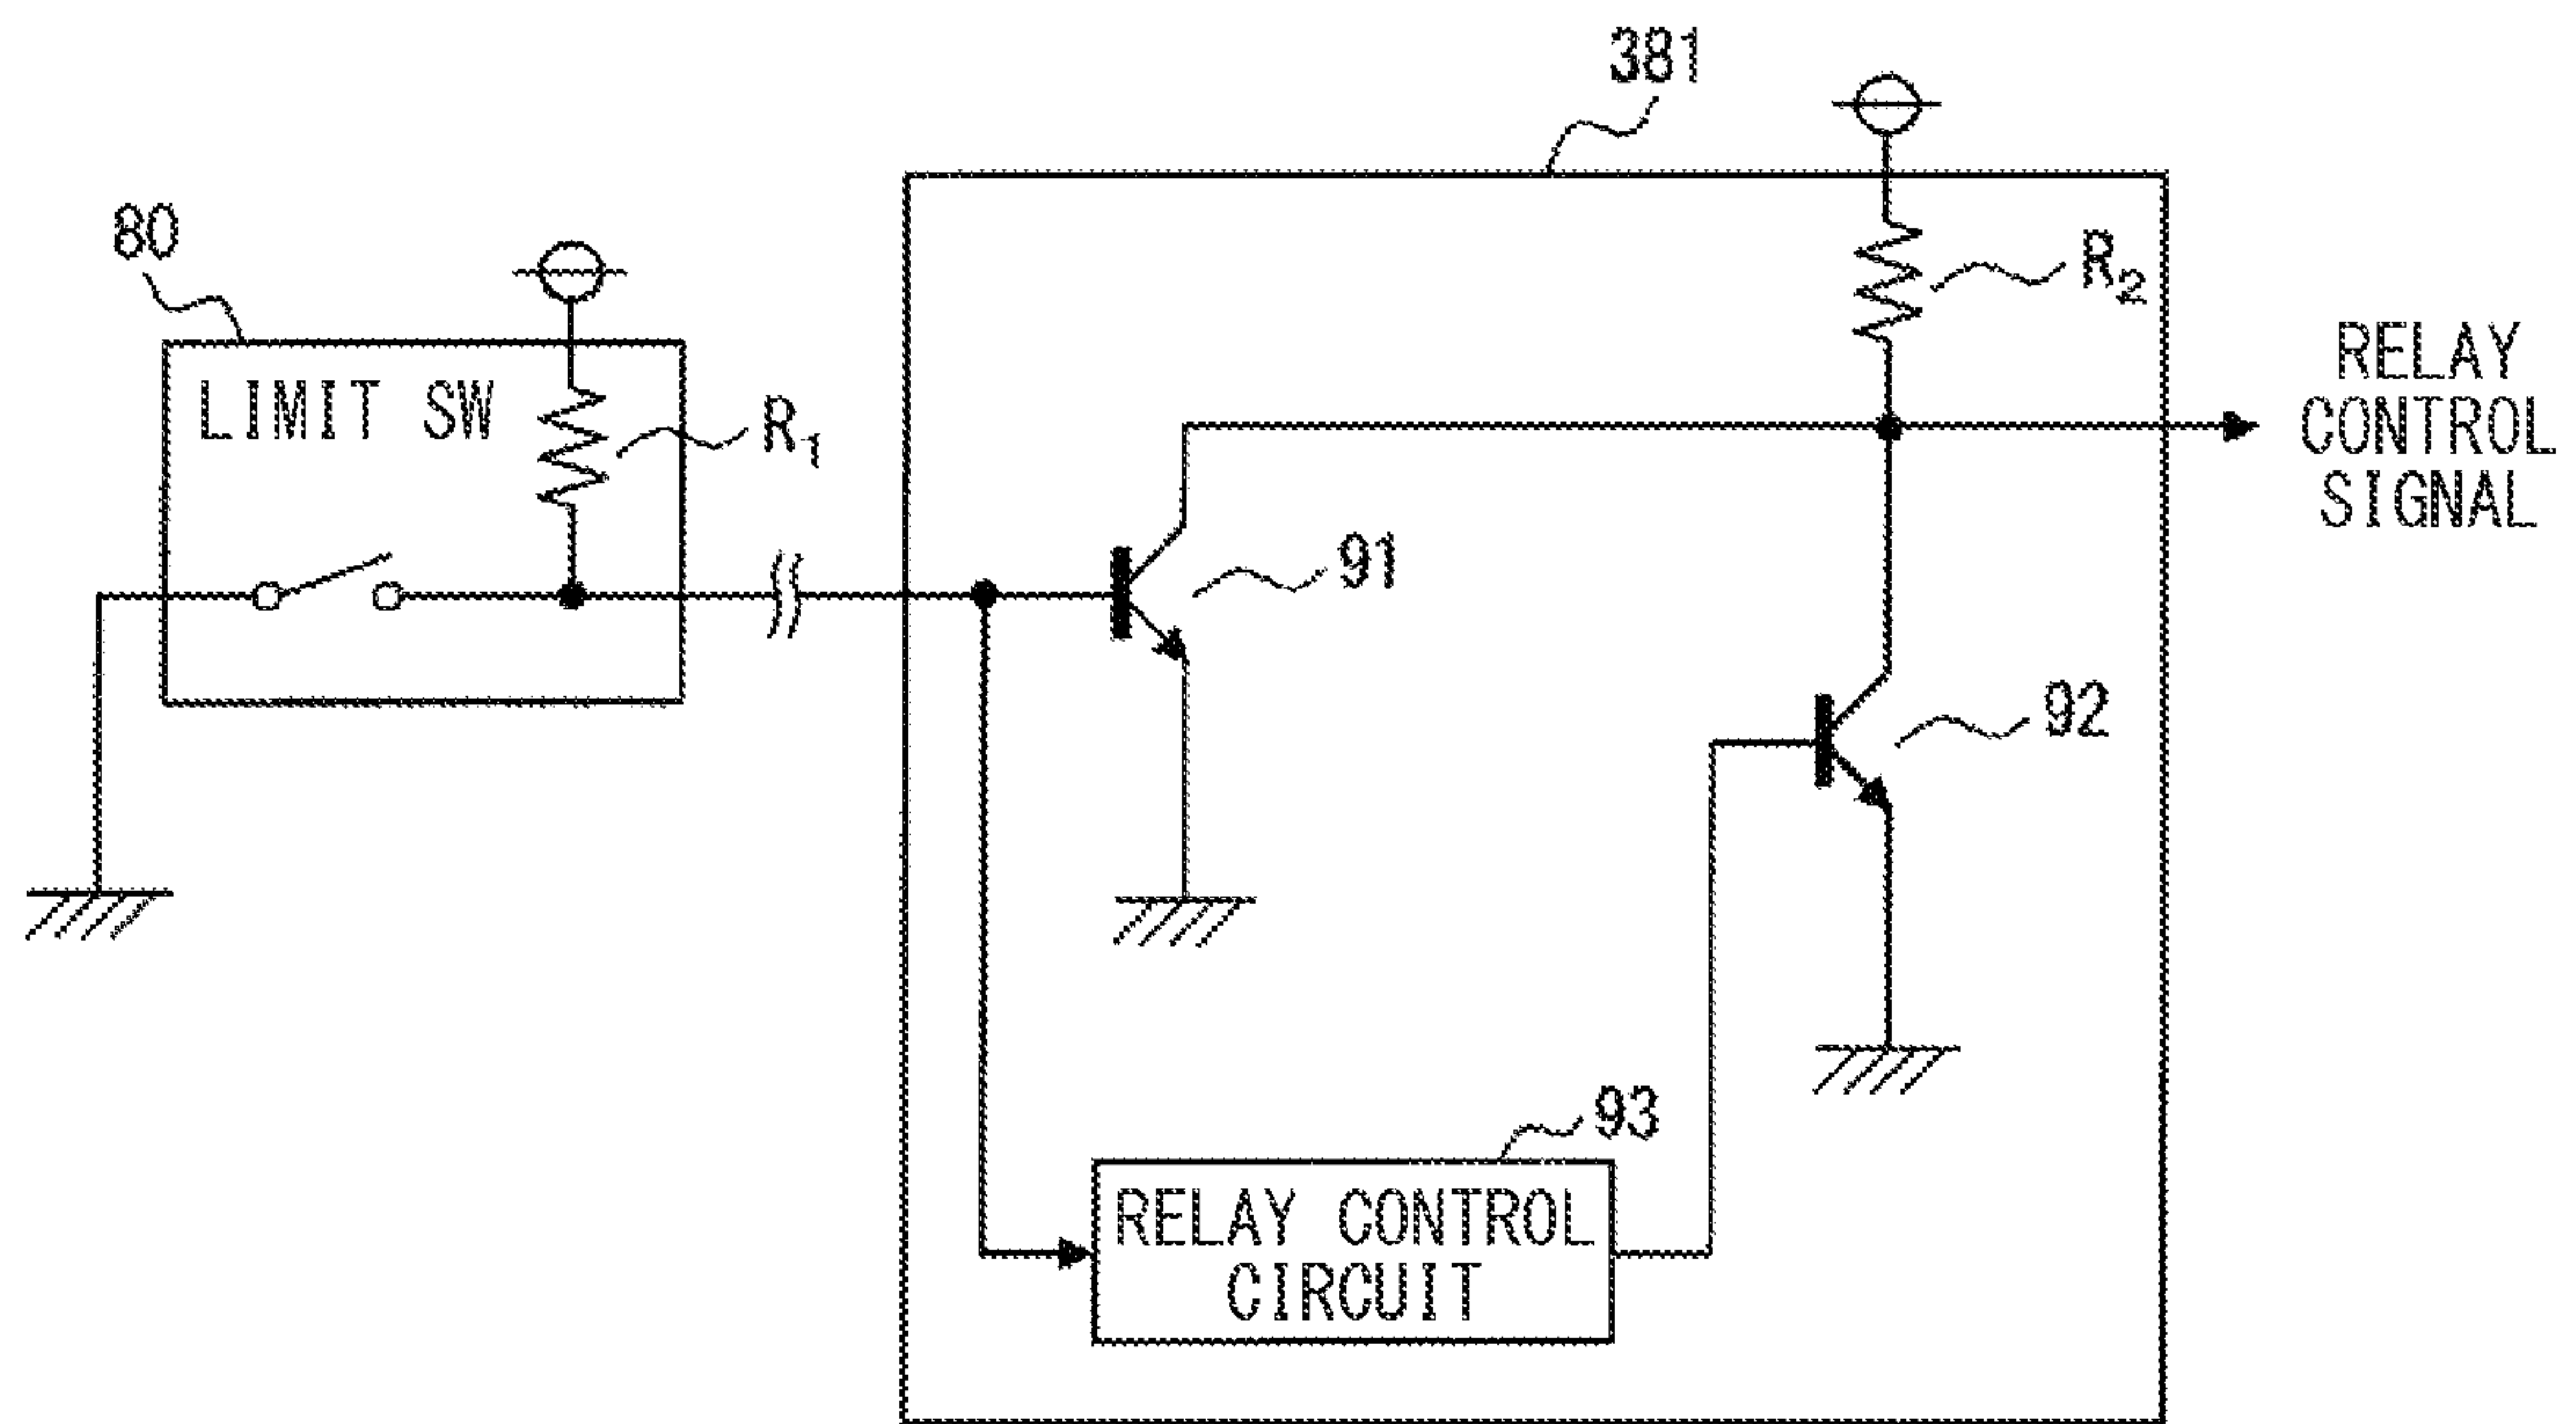 381
80
LIMIT SW
R1
R2
RELAY
CONTROL
SIGNAL
91
92
93
RELAY CONTROL
CIRCUIT